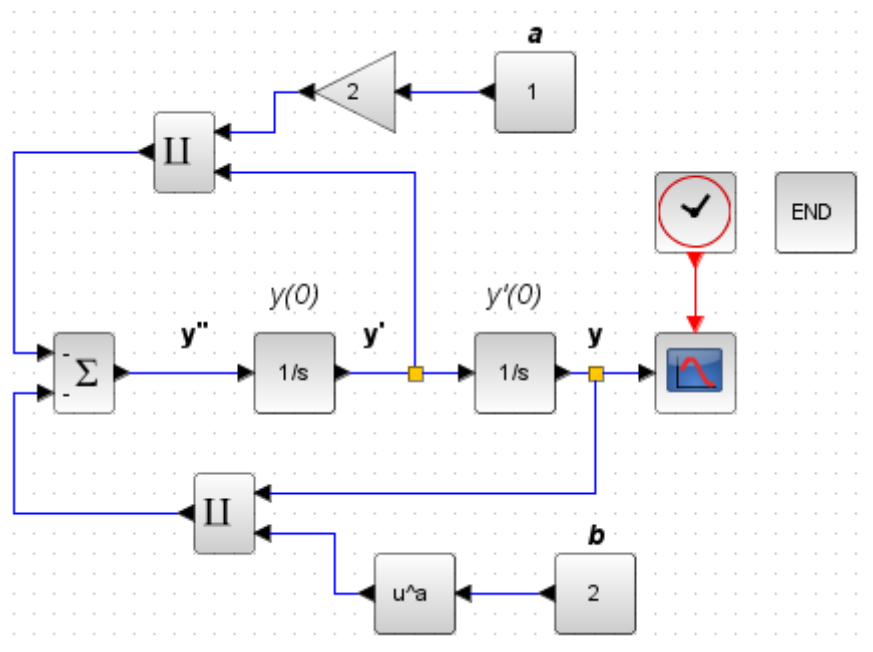 a
2
1
∐
END
y(0)
y'(0)
y"
y'
y
-
Σ
-
1/s
1/s
∐
b
u^a
2